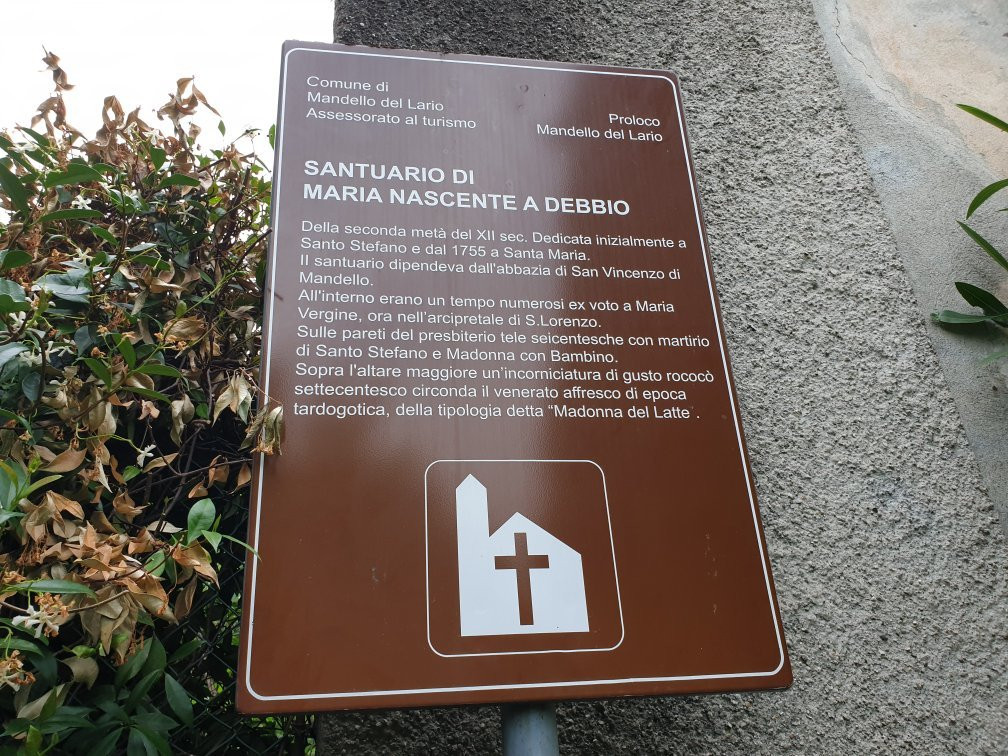 Comune di
Mandello del Lario
Assessorato al turismo
Proloco
Mandello del Lario
SANTUARIO DI
MARIA NASCENTE A DEBBIO
Della seconda metà del XII sec. Dedicata inizialmente a
Santo Stefano e dal 1755 a Santa Maria.
Il santuario dipendeva dall'abbazia di San Vincenzo di
Mandello.
All'interno erano un tempo numerosi ex voto a Maria
Vergine, ora nell'arcipretale di S.Lorenzo.
Sulle pareti del presbiterio tele seicentesche con martirio
di Santo Stefano e Madonna con Bambino.
Sopra l'altare maggiore un'incorniciatura di gusto rococò
settecentesco circonda il venerato affresco di epoca
tardogotica, della tipologia detta "Madonna del Latte".